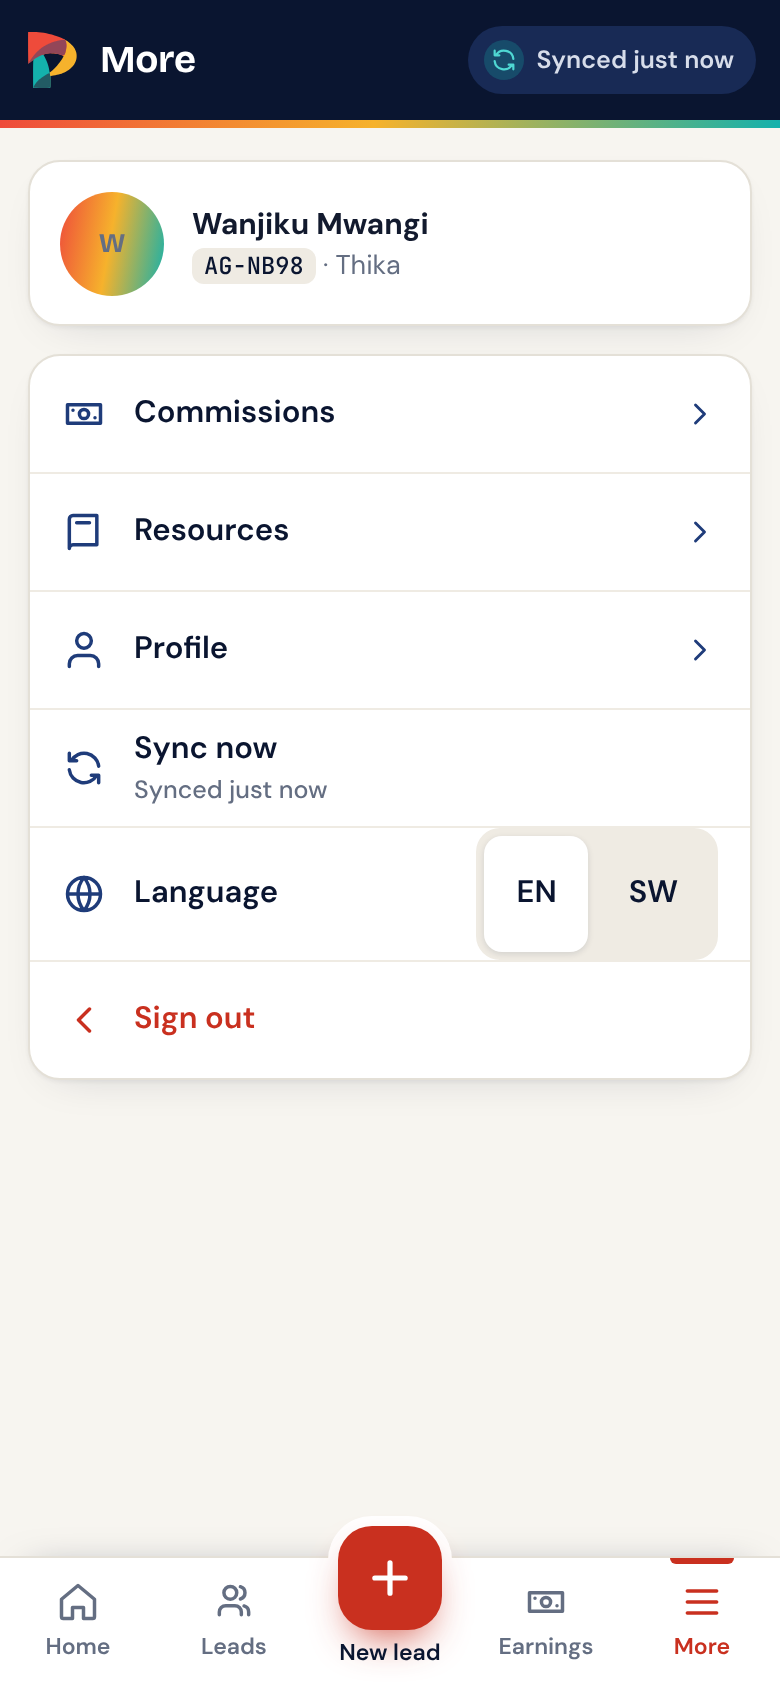 More
Synced just now
W
Wanjiku Mwangi
AG-NB98 · Thika
Commissions
Resources
Profile
Sync now
Synced just now
Language
EN
SW
Sign out
Home
Leads
New lead
Earnings
More